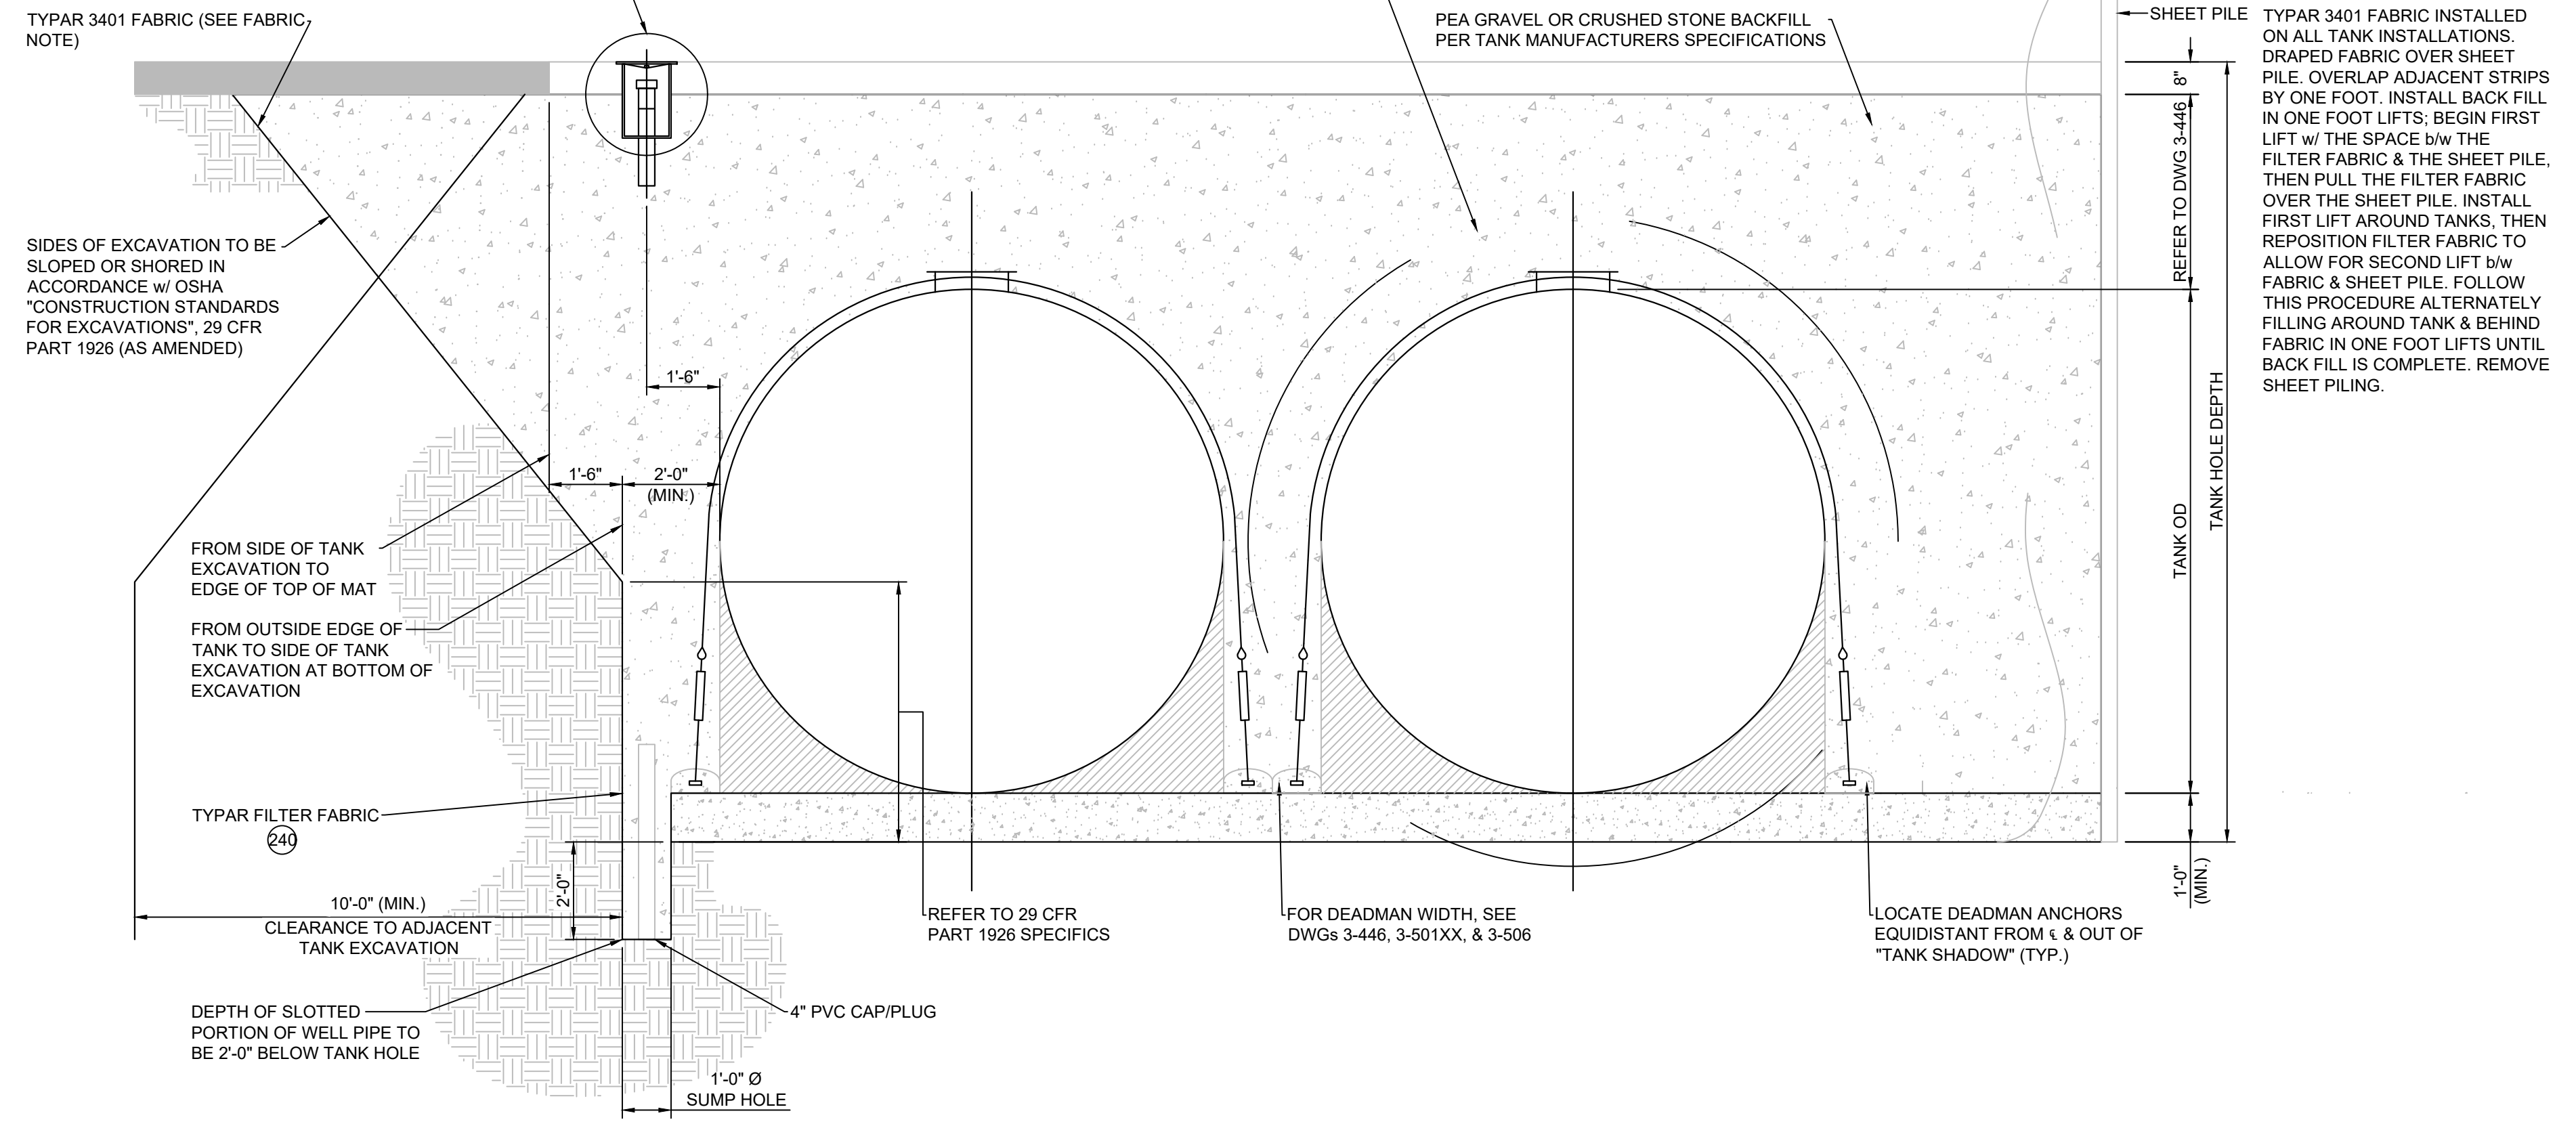 TYPAR 3401 FABRIC (SEE FABRIC
NOTE)
PEA GRAVEL OR CRUSHED STONE BACKFILL
PER TANK MANUFACTURERS SPECIFICATIONS
SHEET PILE
TYPAR 3401 FABRIC INSTALLED
ON ALL TANK INSTALLATIONS.
DRAPED FABRIC OVER SHEET
PILE. OVERLAP ADJACENT STRIPS
BY ONE FOOT. INSTALL BACK FILL
IN ONE FOOT LIFTS; BEGIN FIRST
LIFT w/ THE SPACE b/w THE
FILTER FABRIC & THE SHEET PILE,
THEN PULL THE FILTER FABRIC
OVER THE SHEET PILE. INSTALL
FIRST LIFT AROUND TANKS, THEN
REPOSITION FILTER FABRIC TO
ALLOW FOR SECOND LIFT b/w
FABRIC & SHEET PILE. FOLLOW
THIS PROCEDURE ALTERNATELY
FILLING AROUND TANK & BEHIND
FABRIC IN ONE FOOT LIFTS UNTIL
BACK FILL IS COMPLETE. REMOVE
SHEET PILING.
8"
REFER TO DWG 3-446
TANK OD
TANK HOLE DEPTH
1'-0"
(MIN.)
SIDES OF EXCAVATION TO BE
SLOPED OR SHORED IN
ACCORDANCE w/ OSHA
"CONSTRUCTION STANDARDS
FOR EXCAVATIONS", 29 CFR
PART 1926 (AS AMENDED)
1'-6"
1'-6"
2'-0"
(MIN.)
FROM SIDE OF TANK
EXCAVATION TO
EDGE OF TOP OF MAT
FROM OUTSIDE EDGE OF
TANK TO SIDE OF TANK
EXCAVATION AT BOTTOM OF
EXCAVATION
TYPAR FILTER FABRIC
240
2'-0"
10'-0" (MIN.)
CLEARANCE TO ADJACENT
TANK EXCAVATION
REFER TO 29 CFR
PART 1926 SPECIFICS
FOR DEADMAN WIDTH, SEE
DWGs 3-446, 3-501XX, & 3-506
LOCATE DEADMAN ANCHORS
EQUIDISTANT FROM ℄ & OUT OF
"TANK SHADOW" (TYP.)
DEPTH OF SLOTTED
PORTION OF WELL PIPE TO
BE 2'-0" BELOW TANK HOLE
4" PVC CAP/PLUG
1'-0" Ø
SUMP HOLE